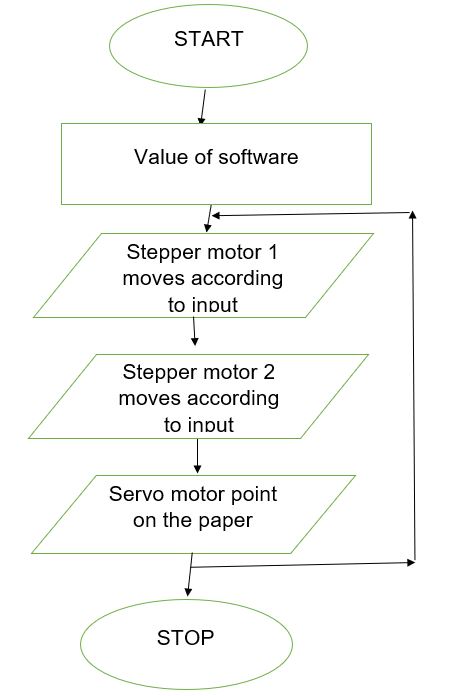 START
Value of software
Stepper motor 1
moves according
to input
Stepper motor 2
moves according
to input
Servo motor point
on the paper
STOP